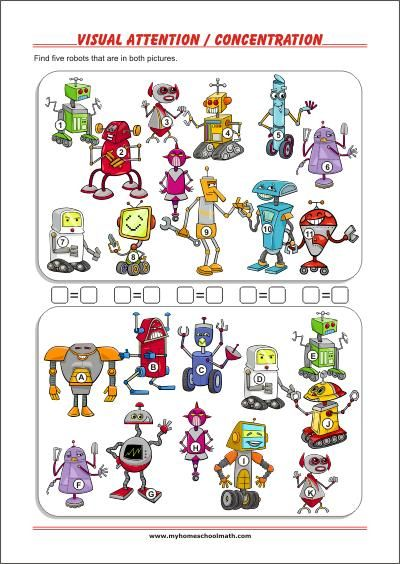 VISUAL ATTENTION / CONCENTRATION
Find five robots that are in both pictures.
1
2
3
4
5
6
7
8
9
10
11
= = = = =
A
B
C
D
E
F
G
H
I
J
K
www.myhomeschoolmath.com